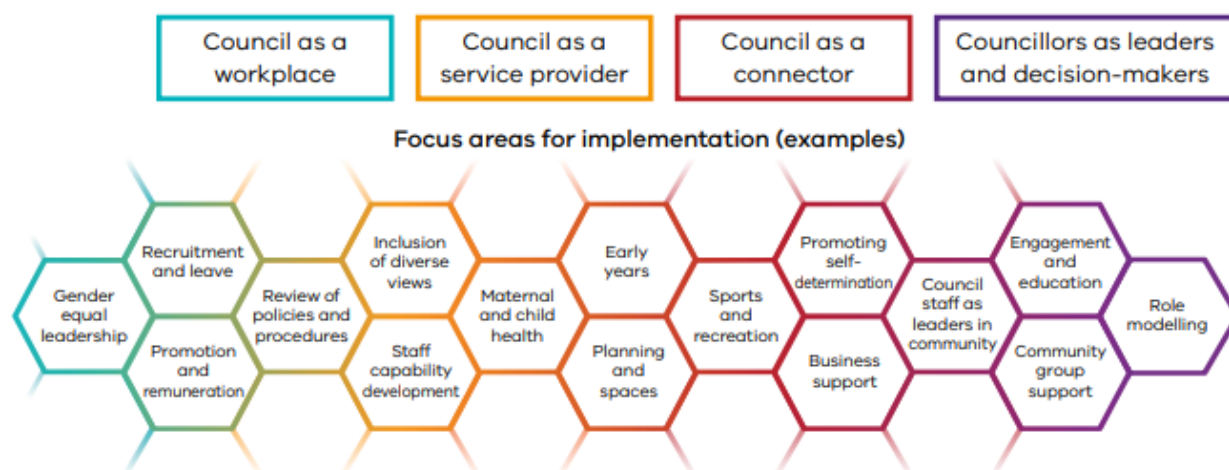 Council as a
workplace
Council as a
service provider
Council as a
connector
Councillors as leaders
and decision-makers
Focus areas for implementation (examples)
Gender
equal
leadership
Recruitment
and leave
Promotion
and
remuneration
Review of
policies and
procedures
Inclusion
of diverse
views
Staff
capability
development
Maternal
and child
health
Early
years
Planning
and
spaces
Sports
and
recreation
Promoting
self-
determination
Business
support
Council
staff as
leaders in
community
Engagement
and
education
Community
group
support
Role
modelling